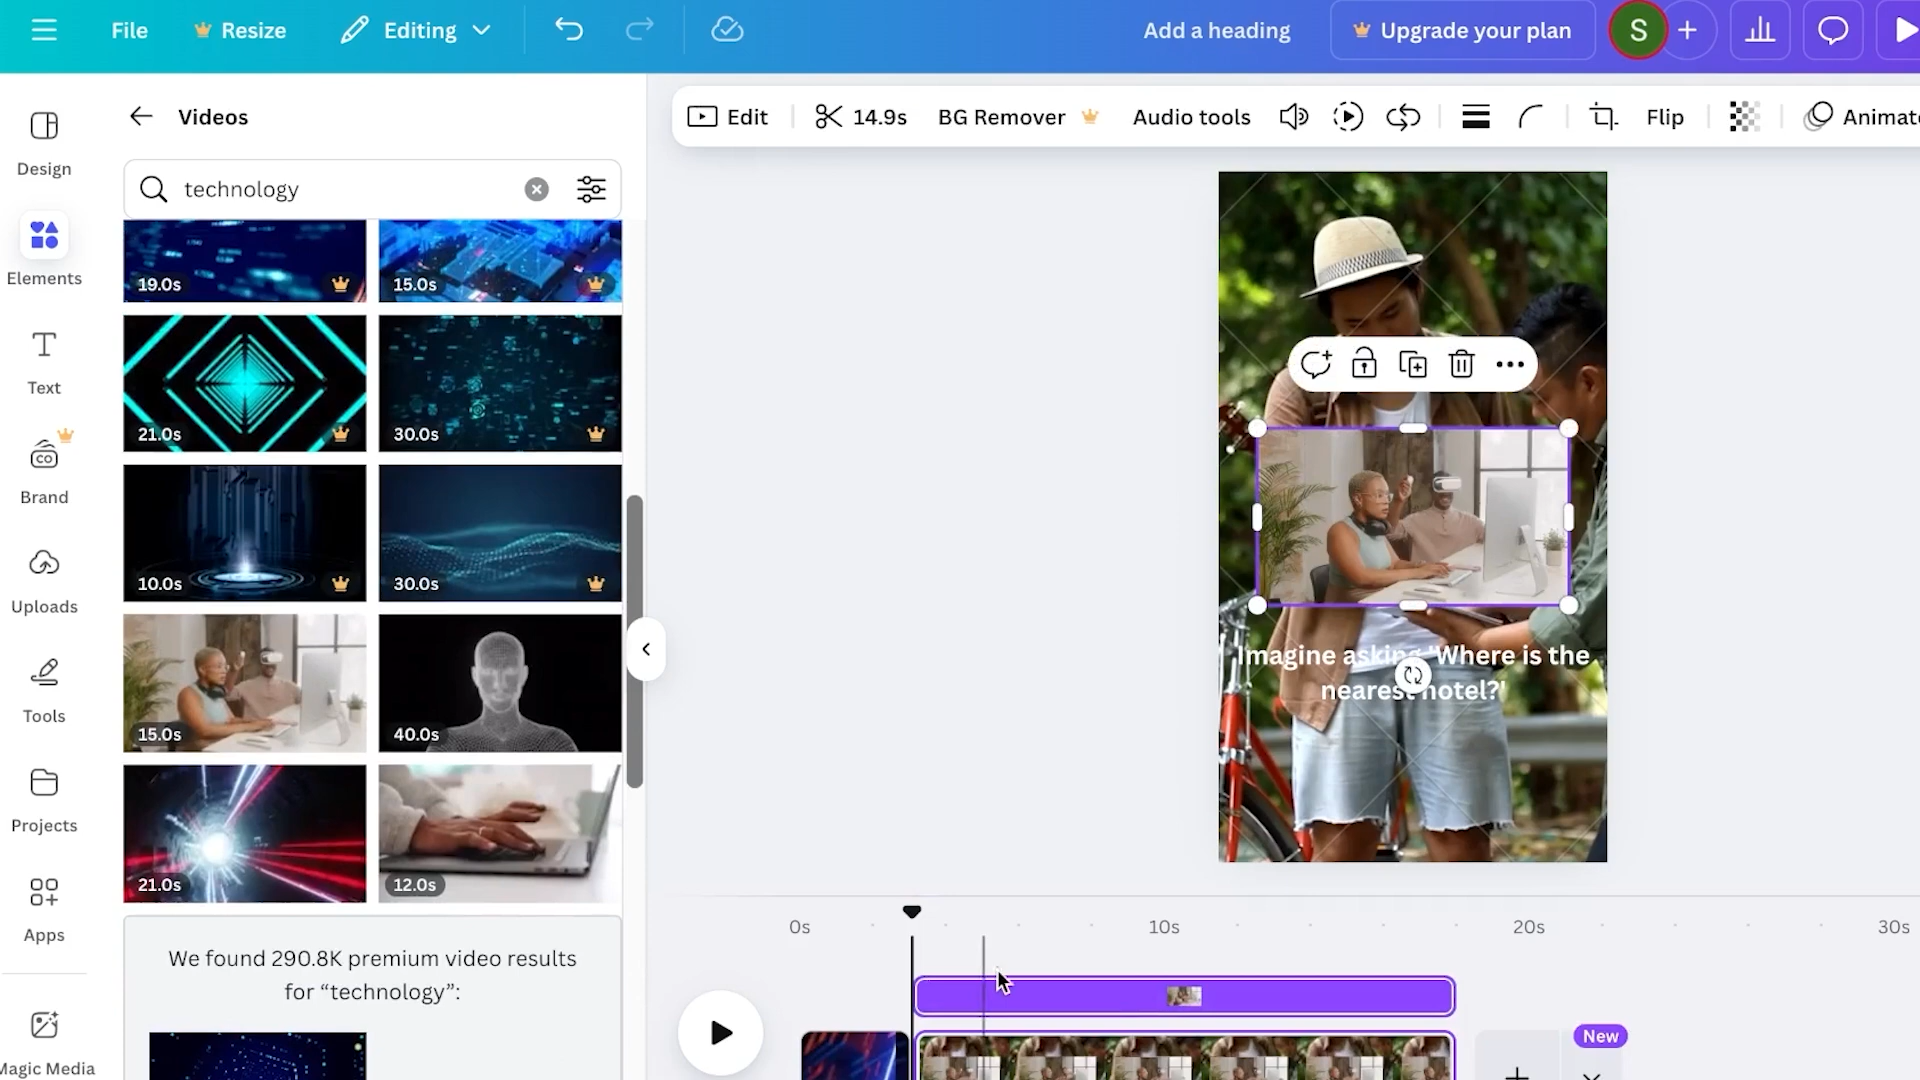 File
Resize
Editing
Add a heading
Upgrade your plan
S
Design
Elements
Text
Brand
Uploads
Tools
Projects
Apps
Magic Media
CO
Videos
technology
19.0s
15.0s
21.0s
30.0s
10.0s
30.0s
15.0s
40.0s
21.0s
12.0s
We found 290.8K premium video results
for “technology”:
Edit
14.9s
BG Remover
Audio tools
Flip
Animate
Imagine asking 'Where is the
nearest hotel?'
0s
10s
20s
30s
New